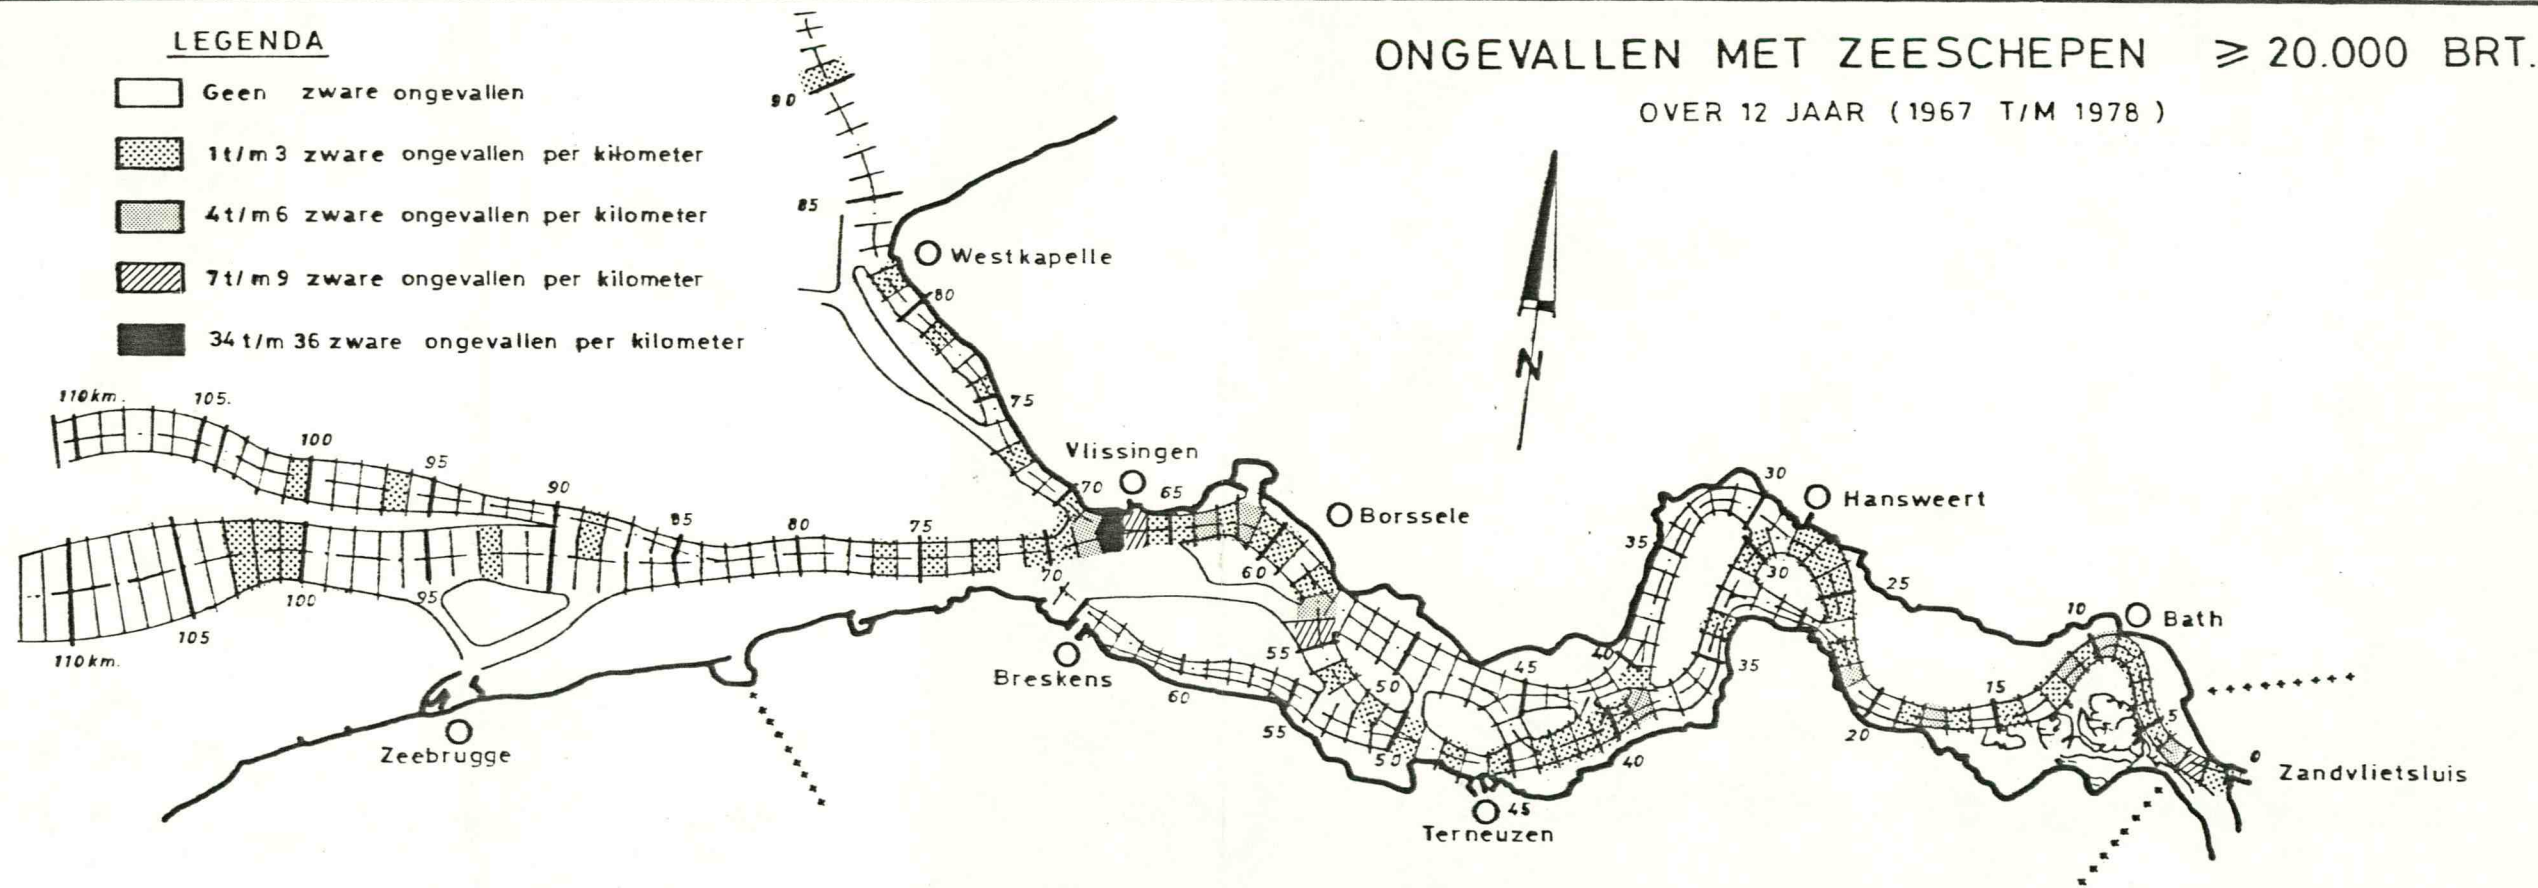 LEGENDA
Geen zware ongevallen
1 t/m 3 zware ongevallen per kilometer
4 t/m 6 zware ongevallen per kilometer
7 t/m 9 zware ongevallen per kilometer
34 t/m 36 zware ongevallen per kilometer
ONGEVALLEN MET ZEESCHEPEN ≥ 20.000 BRT.
OVER 12 JAAR (1967 T/M 1978)
N
90
85
Westkapelle
80
75
110 km.
105.
100
95
90
85
80
75
70
Vlissingen
70
65
Borssele
60
30
Hansweert
35
30
25
10
Bath
110 km.
105
100
95
Breskens
60
55
55
50
50
45
40
35
40
20
15
5
0
Zandvlietsluis
Zeebrugge
45
Terneuzen